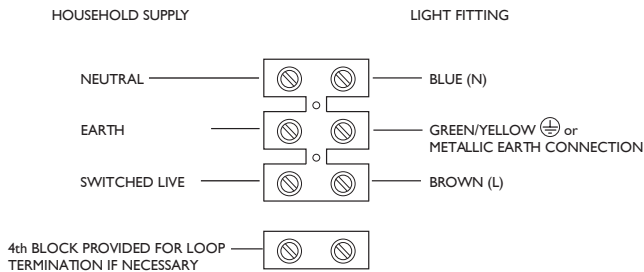 HOUSEHOLD SUPPLY
LIGHT FITTING
NEUTRAL
BLUE (N)
EARTH
GREEN/YELLOW or
METALLIC EARTH CONNECTION
SWITCHED LIVE
BROWN (L)
4th BLOCK PROVIDED FOR LOOP
TERMINATION IF NECESSARY